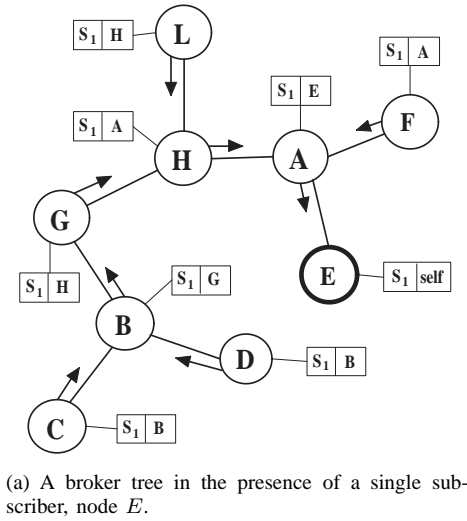 S1 H
L
S1 A
S1 E
F
S1 A
H
A
G
S1 H
S1 G
E
S1 self
B
D
S1 B
C
S1 B
(a) A broker tree in the presence of a single sub-
scriber, node E.